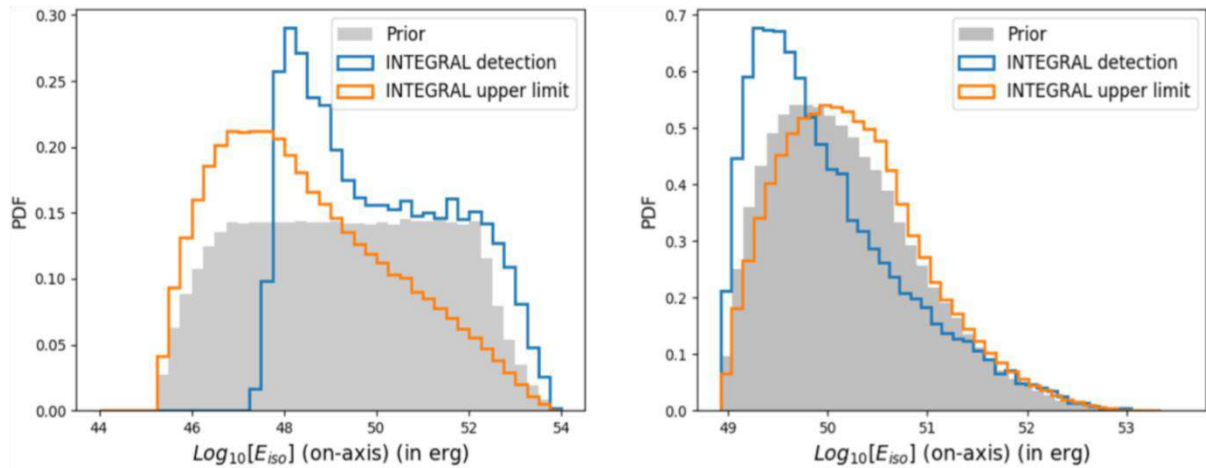 0.30
0.25
0.20
0.15
0.10
0.05
0.00
PDF
Prior
INTEGRAL detection
INTEGRAL upper limit
44 46 48 50 52 54
Log10[Eiso] (on-axis) (in erg)
0.7
0.6
0.5
0.4
0.3
0.2
0.1
0.0
PDF
Prior
INTEGRAL detection
INTEGRAL upper limit
49 50 51 52 53
Log10[Eiso] (on-axis) (in erg)